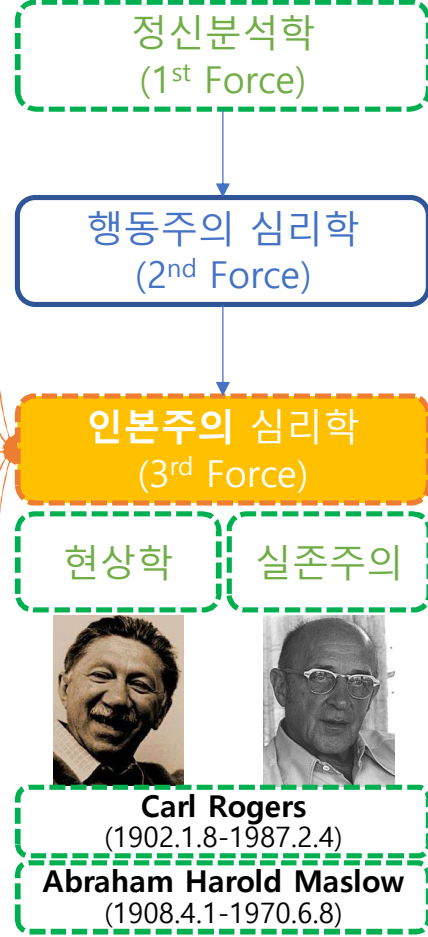 정신분석학
(1st Force)
행동주의 심리학
(2nd Force)
인본주의 심리학
(3rd Force)
현상학
실존주의
Carl Rogers
(1902.1.8-1987.2.4)
Abraham Harold Maslow
(1908.4.1-1970.6.8)